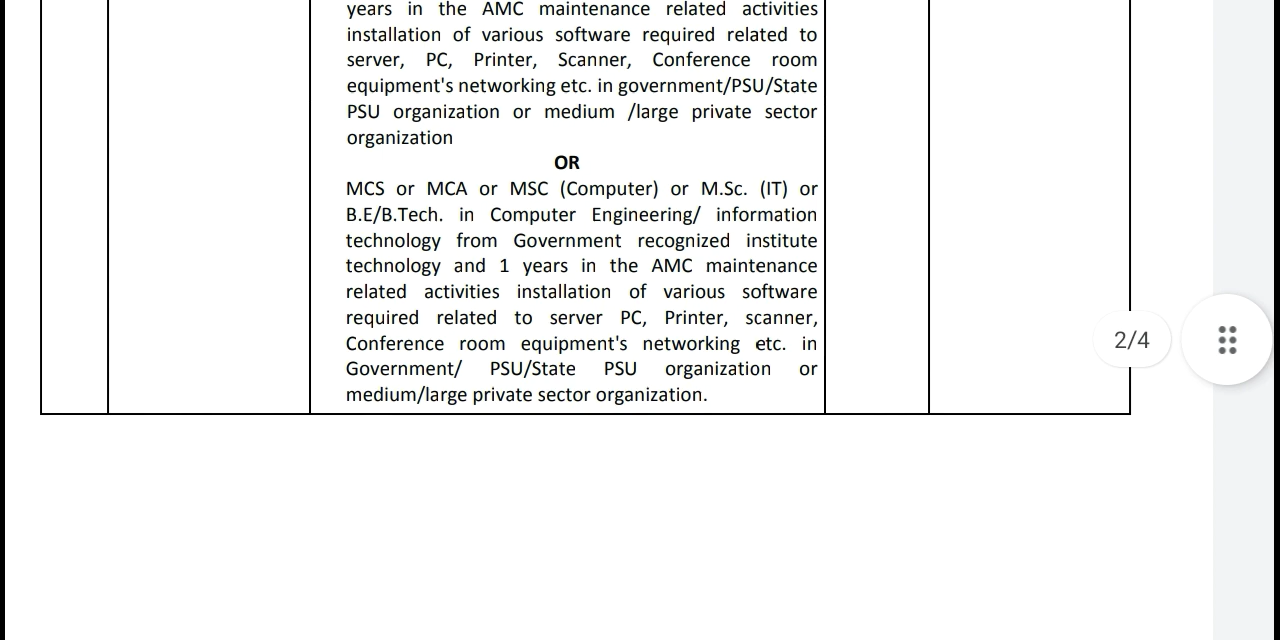 years in the AMC maintenance related activities
installation of various software required related to
server, PC, Printer, Scanner, Conference room
equipment's networking etc. in government/PSU/State
PSU organization or medium /large private sector
organization
OR
MCS or MCA or MSC (Computer) or M.Sc. (IT) or
B.E/B.Tech. in Computer Engineering/ information
technology from Government recognized institute
technology and 1 years in the AMC maintenance
related activities installation of various software
required related to server PC, Printer, scanner,
Conference room equipment's networking etc. in
Government/ PSU/State PSU organization or
medium/large private sector organization.
2/4